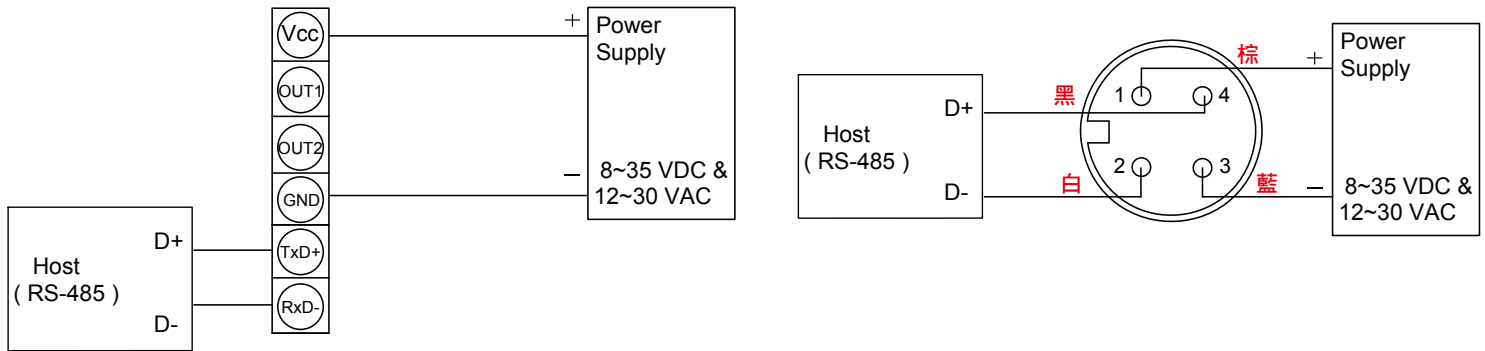 Vcc
OUT1
OUT2
GND
TxD+
RxD-
+
Power
Supply
–
8~35 VDC &
12~30 VAC
Host
( RS-485 )
D+
D-
Host
( RS-485 )
D+
D-
黑
白
1
4
2
3
棕
藍
+
Power
Supply
–
8~35 VDC &
12~30 VAC